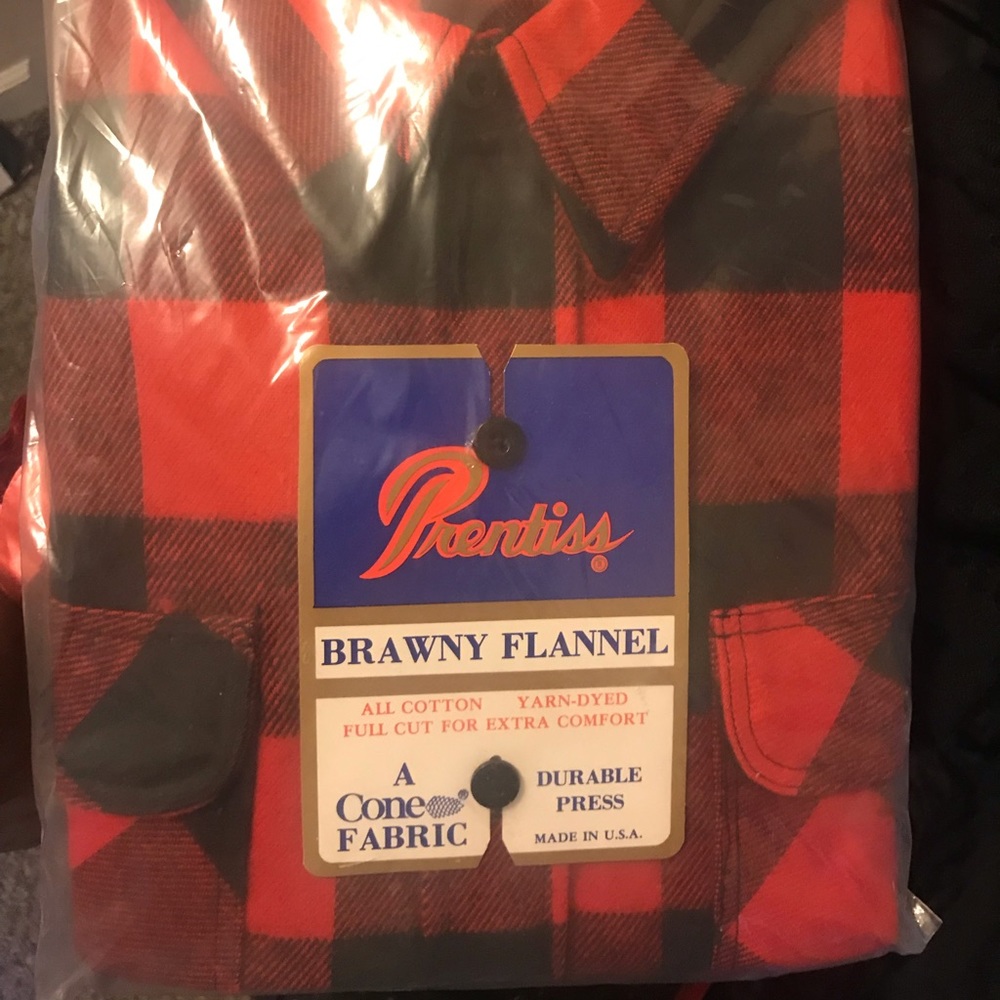 Prentiss®
BRAWNY FLANNEL
ALL COTTON YARN-DYED
FULL CUT FOR EXTRA COMFORT
A
Cone®
FABRIC
DURABLE
PRESS
MADE IN U.S.A.